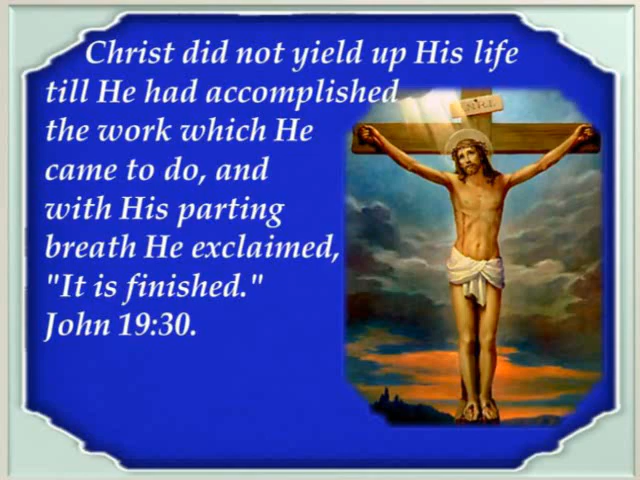 Christ did not yield up His life
till He had accomplished
the work which He
came to do, and
with His parting
breath He exclaimed,
"It is finished."
John 19:30.